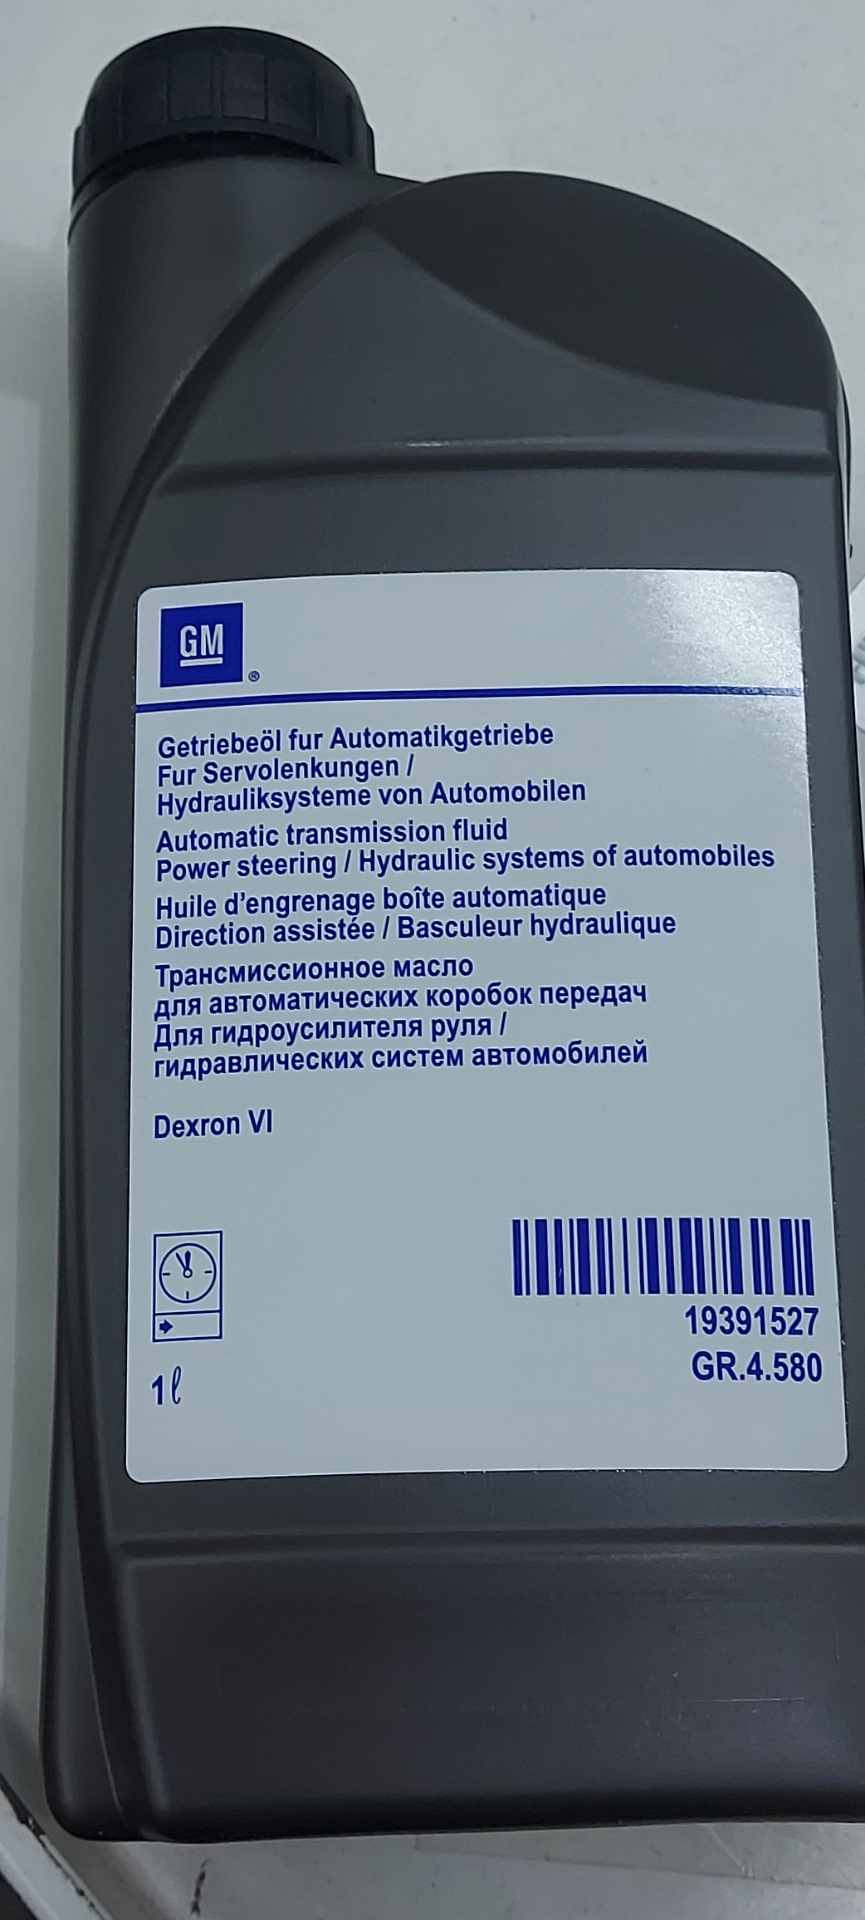 GM
®
Getriebeöl fur Automatikgetriebe
Fur Servolenkungen /
Hydrauliksysteme von Automobilen
Automatic transmission fluid
Power steering / Hydraulic systems of automobiles
Huile d'engrenage boîte automatique
Direction assistée / Basculeur hydraulique
Трансмиссионное масло
для автоматических коробок передач
Для гидроусилителя руля /
гидравлических систем автомобилей
Dexron VI
19391527
GR.4.580
1ℓ